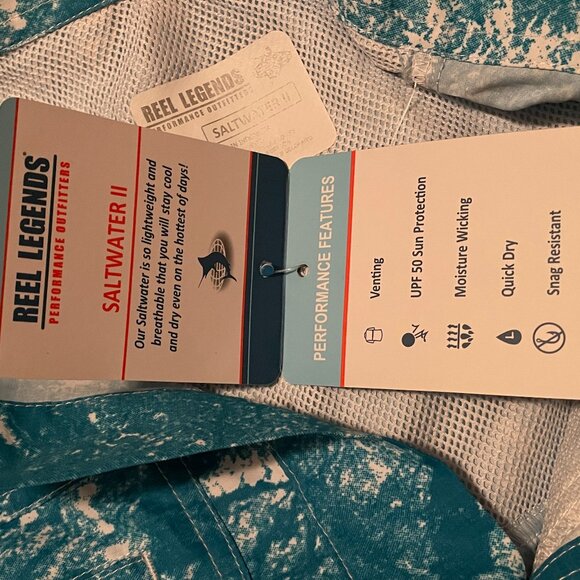 REEL LEGENDS®
PERFORMANCE OUTFITTERS
SALTWATER II
Our Saltwater is so lightweight and
breathable that you will stay cool
and dry even on the hottest of days!
PERFORMANCE FEATURES
Venting
UPF 50 Sun Protection
Moisture Wicking
Quick Dry
Snag Resistant
REEL LEGENDS
PERFORMANCE OUTFITTERS
SALTWATER II